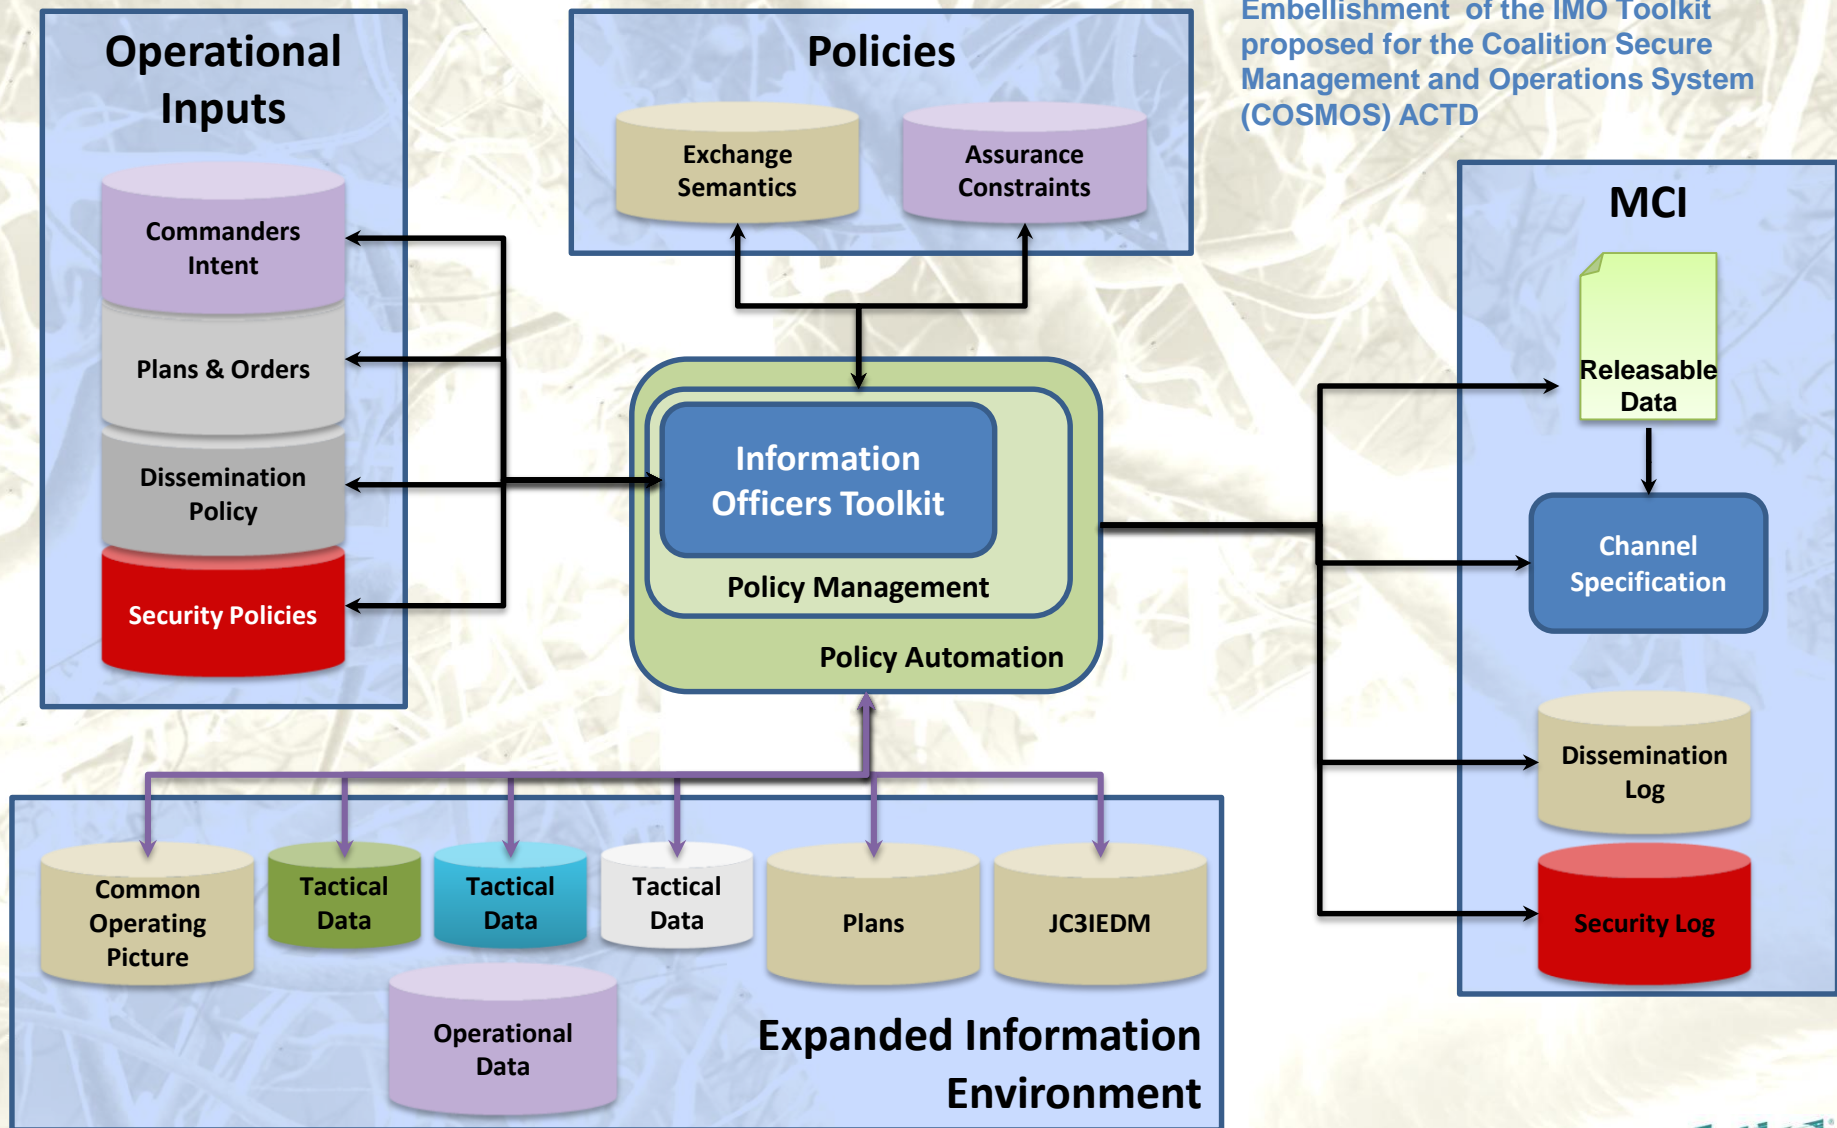 Operational
Inputs
Commanders
Intent
Plans & Orders
Dissemination
Policy
Security Policies
Policies
Exchange
Semantics
Assurance
Constraints
Embellishment of the IMO Toolkit
proposed for the Coalition Secure
Management and Operations System
(COSMOS) ACTD
Information
Officers Toolkit
Policy Management
Policy Automation
MCI
Releasable
Data
Channel
Specification
Dissemination
Log
Security Log
Common
Operating
Picture
Tactical
Data
Tactical
Data
Tactical
Data
Plans
JC3IEDM
Operational
Data
Expanded Information
Environment